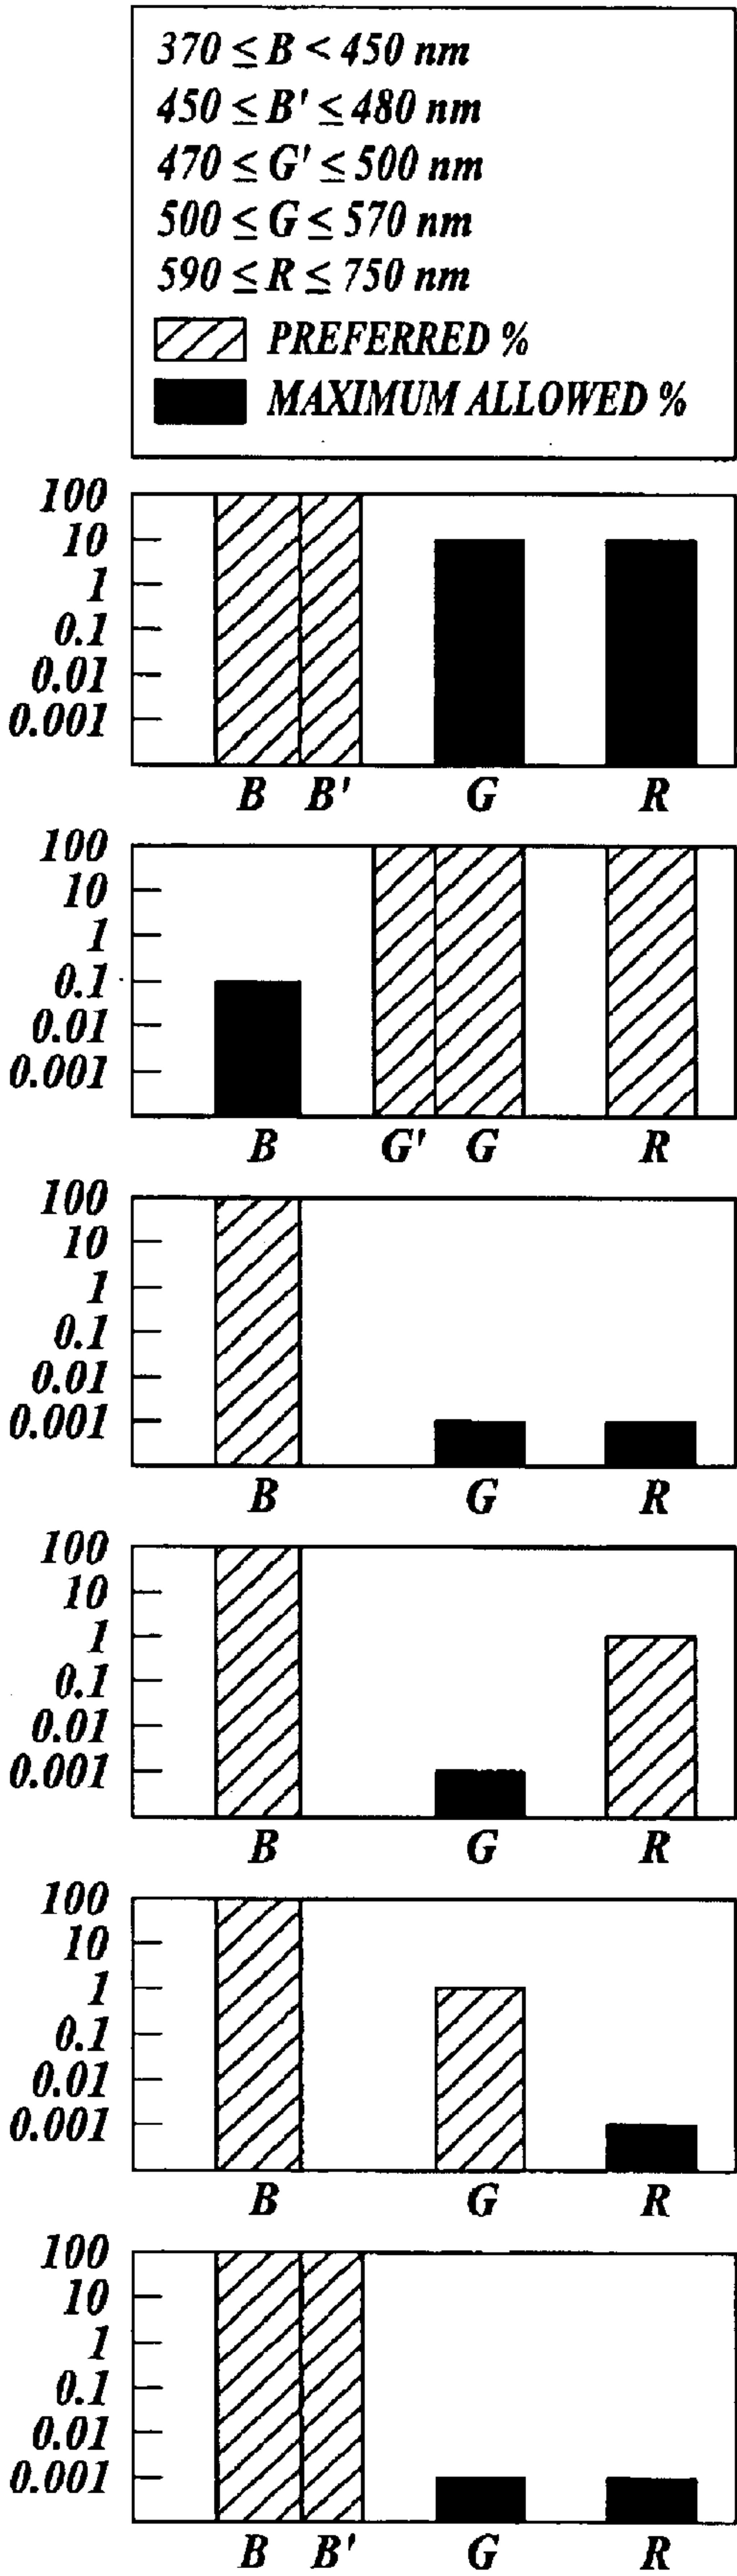 370 ≤ B < 450 nm
450 ≤ B' ≤ 480 nm
470 ≤ G' ≤ 500 nm
500 ≤ G ≤ 570 nm
590 ≤ R ≤ 750 nm
PREFERRED %
MAXIMUM ALLOWED %
100
10
1
0.1
0.01
0.001
B B' G R
100
10
1
0.1
0.01
0.001
B G' G R
100
10
1
0.1
0.01
0.001
B G R
100
10
1
0.1
0.01
0.001
B G R
100
10
1
0.1
0.01
0.001
B G R
100
10
1
0.1
0.01
0.001
B B' G R